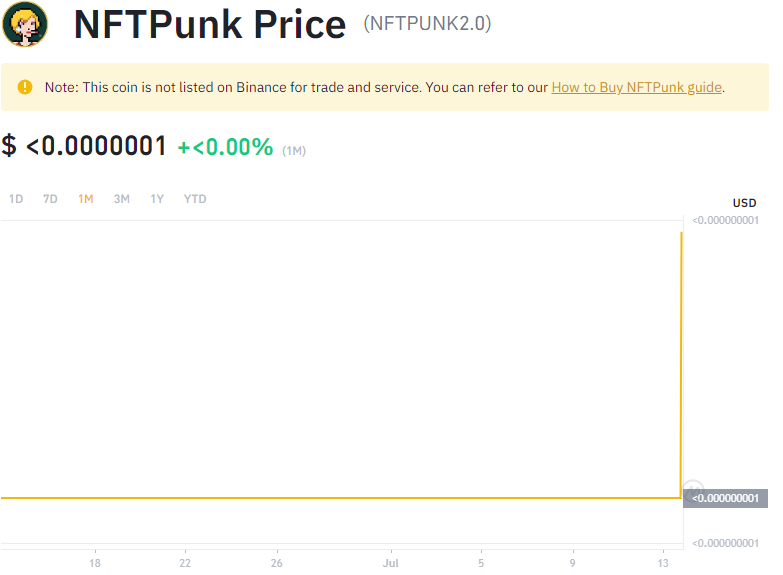 NFTPunk Price (NFTPUNK2.0)
Note: This coin is not listed on Binance for trade and service. You can refer to our How to Buy NFTPunk guide.
$ <0.0000001 +<0.00% (1M)
1D 7D 1M 3M 1Y YTD
USD
<0.000000001
<0.000000001
<0.000000001
18 22 26 Jul 5 9 13